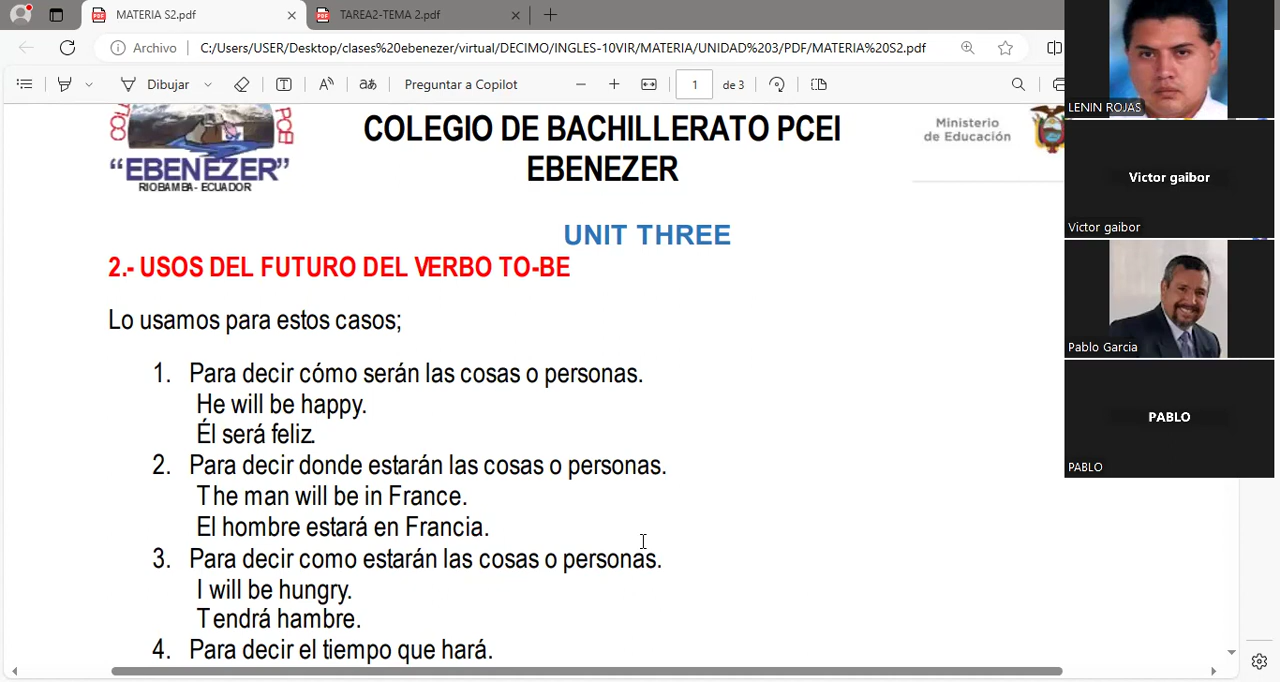 MATERIA S2.pdf
TAREA2-TEMA 2.pdf
Archivo
C:/Users/USER/Desktop/clases%20ebenezer/virtual/DECIMO/INGLES-10VIR/MATERIA/UNIDAD%203/PDF/MATERIA%20S2.pdf
Dibujar
Preguntar a Copilot
1
de 3
PCEI
"EBENEZER"
RIOBAMBA - ECUADOR
COLEGIO DE BACHILLERATO PCEI
EBENEZER
Ministerio
de Educación
UNIT THREE
2.- USOS DEL FUTURO DEL VERBO TO-BE
Lo usamos para estos casos;
1. Para decir cómo serán las cosas o personas.
He will be happy.
Él será feliz.
2. Para decir donde estarán las cosas o personas.
The man will be in France.
El hombre estará en Francia.
3. Para decir como estarán las cosas o personas.
I will be hungry.
Tendrá hambre.
4. Para decir el tiempo que hará.
LENIN ROJAS
Victor gaibor
Victor gaibor
Pablo Garcia
PABLO
PABLO